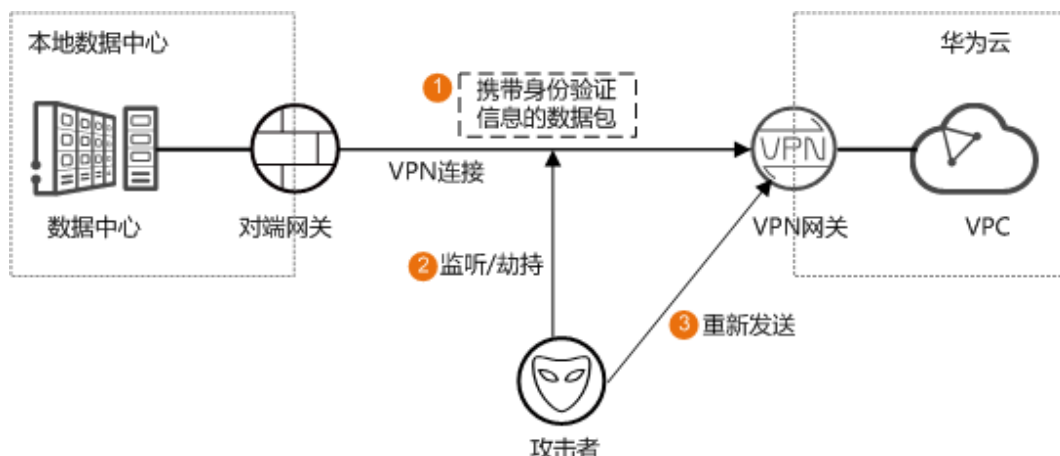 本地数据中心
华为云
1
携带身份验证
信息的数据包
VPN
VPN连接
数据中心
对端网关
VPN网关
VPC
2 监听/劫持
3 重新发送
攻击者